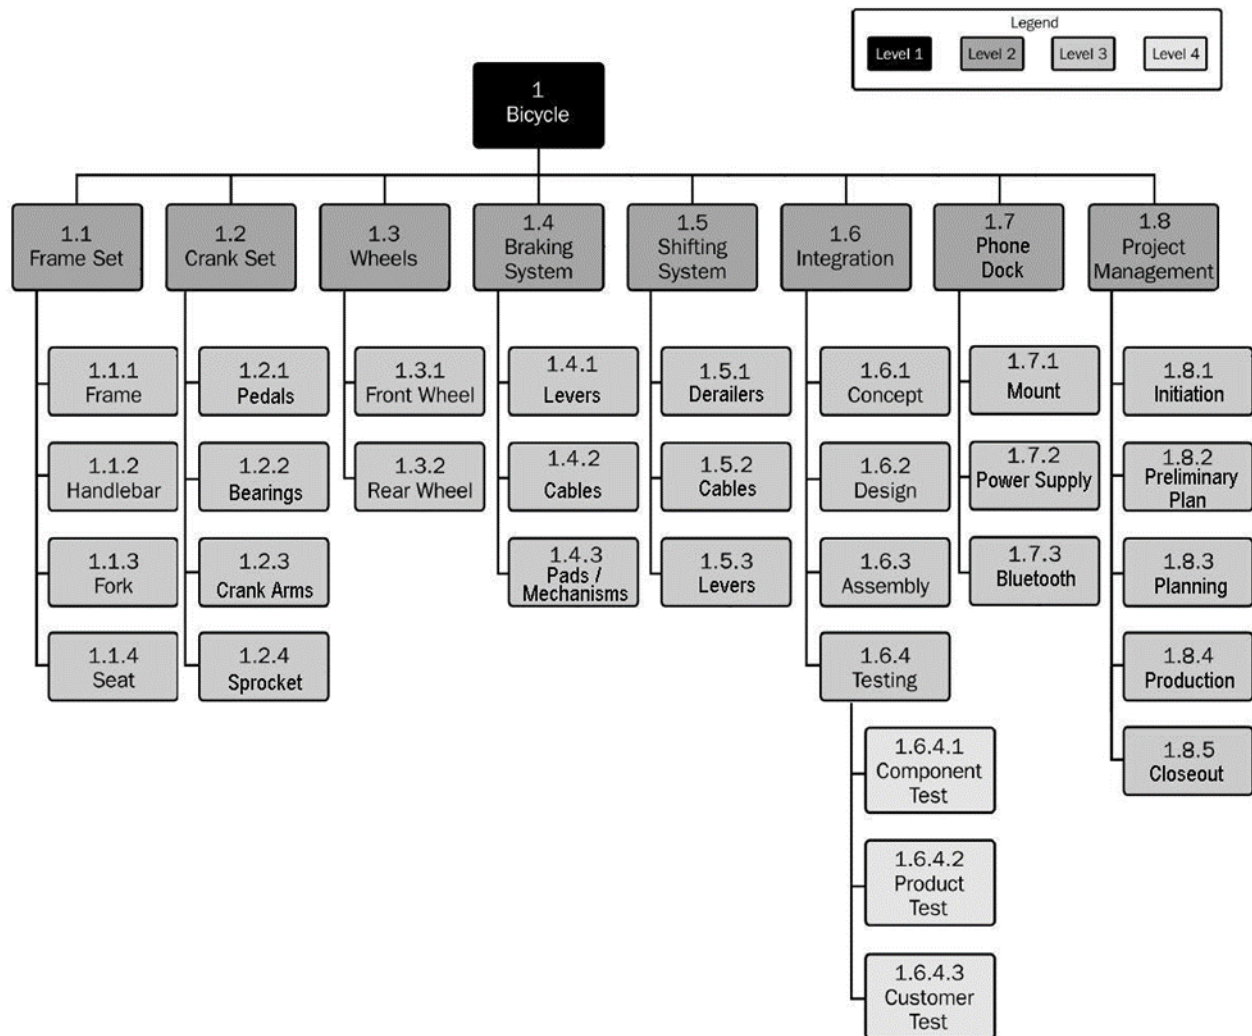 Legend
Level 1
Level 2
Level 3
Level 4
1
Bicycle
1.1
Frame Set
1.2
Crank Set
1.3
Wheels
1.4
Braking
System
1.5
Shifting
System
1.6
Integration
1.7
Phone
Dock
1.8
Project
Management
1.1.1
Frame
1.1.2
Handlebar
1.1.3
Fork
1.1.4
Seat
1.2.1
Pedals
1.2.2
Bearings
1.2.3
Crank Arms
1.2.4
Sprocket
1.3.1
Front Wheel
1.3.2
Rear Wheel
1.4.1
Levers
1.4.2
Cables
1.4.3
Pads /
Mechanisms
1.5.1
Derailers
1.5.2
Cables
1.5.3
Levers
1.6.1
Concept
1.6.2
Design
1.6.3
Assembly
1.6.4
Testing
1.6.4.1
Component
Test
1.6.4.2
Product
Test
1.6.4.3
Customer
Test
1.7.1
Mount
1.7.2
Power Supply
1.7.3
Bluetooth
1.8.1
Initiation
1.8.2
Preliminary
Plan
1.8.3
Planning
1.8.4
Production
1.8.5
Closeout